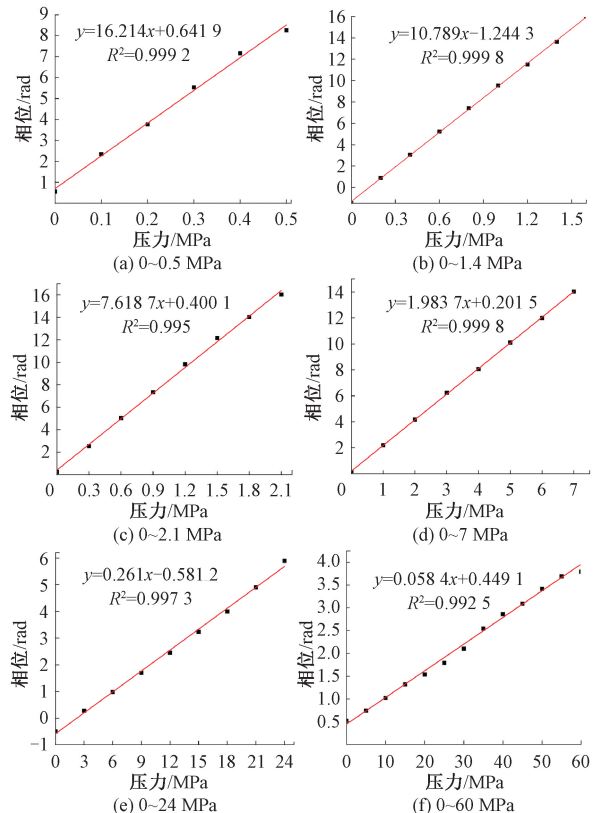 y=16.214x+0.641 9
R²=0.999 2
9
8
7
6
5
4
3
2
1
相位/rad
0 0.1 0.2 0.3 0.4 0.5
压力/MPa
(a) 0~0.5 MPa
y=10.789x−1.244 3
R²=0.999 8
16
14
12
10
8
6
4
2
0
相位/rad
0 0.3 0.6 0.9 1.2 1.5
压力/MPa
(b) 0~1.4 MPa
y=7.618 7x+0.400 1
R²=0.995
16
14
12
10
8
6
4
2
相位/rad
0.3 0.6 0.9 1.2 1.5 1.8 2.1
压力/MPa
(c) 0~2.1 MPa
y=1.983 7x+0.201 5
R²=0.999 8
14
12
10
8
6
4
2
相位/rad
0 1 2 3 4 5 6 7
压力/MPa
(d) 0~7 MPa
y=0.261x−0.581 2
R²=0.997 3
6
5
4
3
2
1
0
−1
相位/rad
3 6 9 12 15 18 21 24
压力/MPa
(e) 0~24 MPa
y=0.058 4x+0.449 1
R²=0.992 5
4.0
3.5
3.0
2.5
2.0
1.5
1.0
0.5
相位/rad
0 10 20 30 40 50 60
压力/MPa
(f) 0~60 MPa